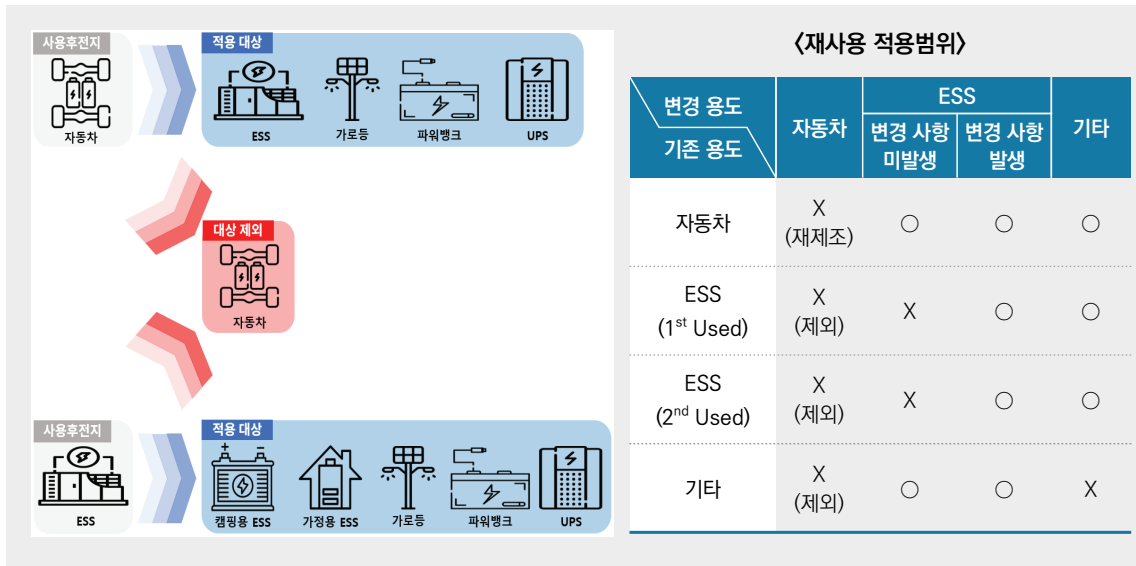 사용후전지
자동차
적용 대상
ESS
가로등
파워뱅크
UPS
대상 제외
자동차
사용후전지
ESS
적용 대상
캠핑용 ESS
가정용 ESS
가로등
파워뱅크
UPS
〈재사용 적용범위〉
변경 용도
기존 용도
자동차
ESS
변경 사항
미발생
변경 사항
발생
기타
자동차
X
(재제조)
○
○
○
ESS
(1st Used)
X
(제외)
X
○
○
ESS
(2nd Used)
X
(제외)
X
○
○
기타
X
(제외)
○
○
X